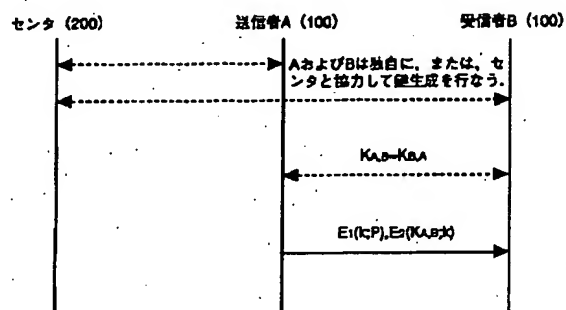 センタ (200)
送信者A (100)
受信者B (100)
AおよびBは独自に、または、セ
ンタと協力して鍵生成を行なう.
KA,B=KB,A
E1(k;P),E2(KA,B;k)